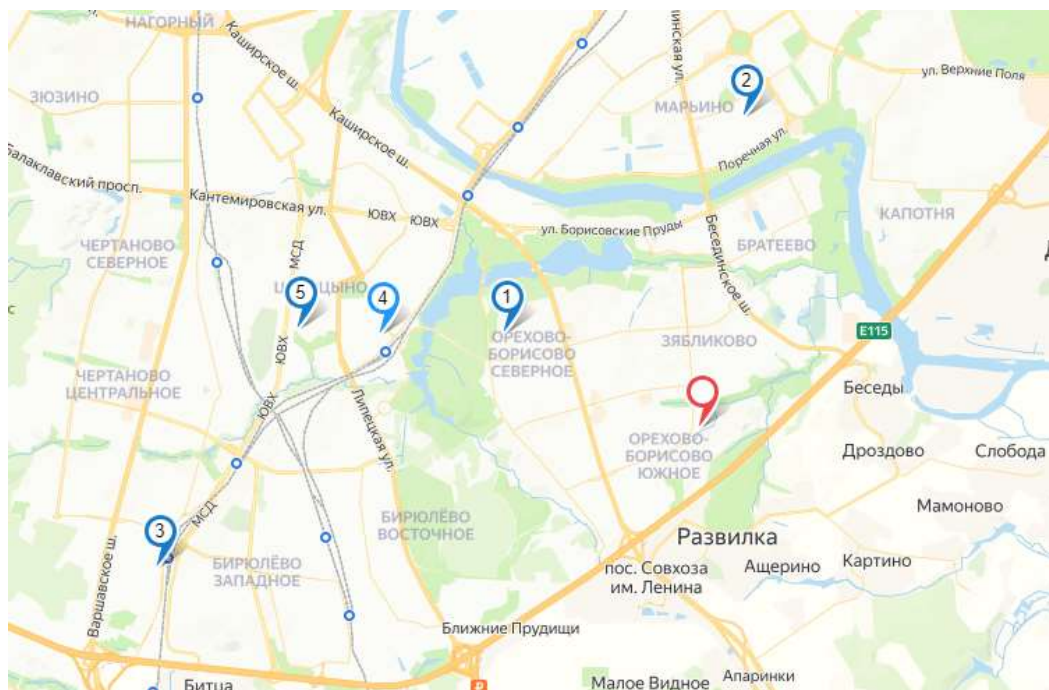 НАГОРНЫЙ
Каширское ш.
ЗЮЗИНО
Каширское ш.
2
МАРЬИНО
ул. Верхние Поля
Поречная ул.
Балаклавский просп.
Кантемировская ул.
ЮВХ
ЮВХ
ул. Борисовские Пруды
КАПОТНЯ
ЧЕРТАНОВО
СЕВЕРНОЕ
МСД
Бесединское ш.
БРАТЕЕВО
5
4
1
Е115
ОРЕХОВО-
БОРИСОВО
СЕВЕРНОЕ
ЗЯБЛИКОВО
ЮВХ
ЧЕРТАНОВО
ЦЕНТРАЛЬНОЕ
Беседы
ЮВХ
Липецкая ул.
ОРЕХОВО-
БОРИСОВО
ЮЖНОЕ
Дроздово
Слобода
МСД
БИРЮЛЁВО
ВОСТОЧНОЕ
Мамоново
3
Варшавское ш.
БИРЮЛЁВО
ЗАПАДНОЕ
Развилка
пос. Совхоза
им. Ленина
Ащерино
Картино
Ближние Прудищи
Битца
Малое Видное
Апаринки